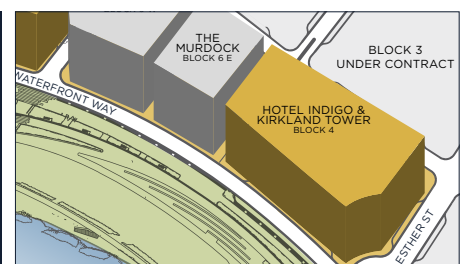 THE
MURDOCK
BLOCK 6 E
BLOCK 3
UNDER CONTRACT
WATERFRONT WAY
HOTEL INDIGO &
KIRKLAND TOWER
BLOCK 4
ESTHER ST